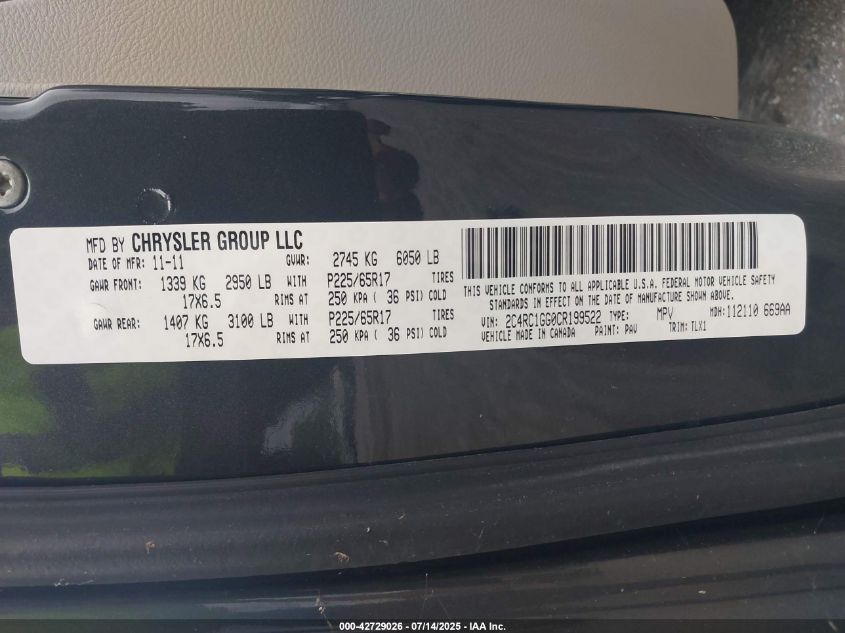 MFD BY CHRYSLER GROUP LLC
DATE OF MFR: 11-11 GVWR: 2745 KG 6050 LB
GAWR FRONT: 1339 KG 2950 LB WITH P225/65R17 TIRES
17X6.5 RIMS AT 250 KPA ( 36 PSI) COLD
GAWR REAR: 1407 KG 3100 LB WITH P225/65R17 TIRES
17X6.5 RIMS AT 250 KPA ( 36 PSI) COLD
THIS VEHICLE CONFORMS TO ALL APPLICABLE U.S.A. FEDERAL MOTOR VEHICLE SAFETY
STANDARDS IN EFFECT ON THE DATE OF MANUFACTURE SHOWN ABOVE.
VIN: 2C4RC1GG0CR199522 TYPE: MPV MDH: 112110 669AA
VEHICLE MADE IN CANADA PAINT: PAV TRIM: TLX1
000-42729026 - 07/14/2025 - IAA Inc.